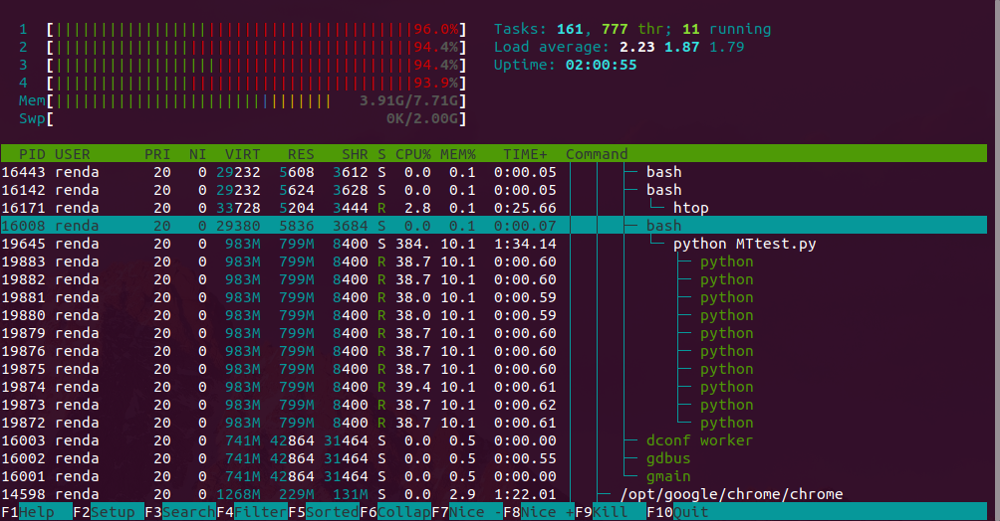 1 [96.0%] Tasks: 161, 777 thr; 11 running
2 [94.4%] Load average: 2.23 1.87 1.79
3 [94.4%] Uptime: 02:00:55
4 [93.9%]
Mem[3.91G/7.71G]
Swp[0K/2.00G]
PID USER PRI NI VIRT RES SHR S CPU% MEM% TIME+ Command
16443 renda 20 0 29232 5608 3612 S 0.0 0.1 0:00.05 bash
16142 renda 20 0 29232 5624 3628 S 0.0 0.1 0:00.05 bash
16171 renda 20 0 33728 5204 3444 R 2.8 0.1 0:25.66 htop
16008 renda 20 0 29380 5836 3684 S 0.0 0.1 0:00.07 bash
19645 renda 20 0 983M 799M 8400 S 384. 10.1 1:34.14 python MTtest.py
19883 renda 20 0 983M 799M 8400 R 38.7 10.1 0:00.60 python
19882 renda 20 0 983M 799M 8400 R 38.7 10.1 0:00.60 python
19881 renda 20 0 983M 799M 8400 R 38.0 10.1 0:00.59 python
19880 renda 20 0 983M 799M 8400 R 38.0 10.1 0:00.59 python
19879 renda 20 0 983M 799M 8400 R 38.7 10.1 0:00.60 python
19876 renda 20 0 983M 799M 8400 R 38.7 10.1 0:00.60 python
19875 renda 20 0 983M 799M 8400 R 38.7 10.1 0:00.60 python
19874 renda 20 0 983M 799M 8400 R 39.4 10.1 0:00.61 python
19873 renda 20 0 983M 799M 8400 R 38.7 10.1 0:00.62 python
19872 renda 20 0 983M 799M 8400 R 38.7 10.1 0:00.61 python
16003 renda 20 0 741M 42864 31464 S 0.0 0.5 0:00.00 dconf worker
16002 renda 20 0 741M 42864 31464 S 0.0 0.5 0:00.55 gdbus
16001 renda 20 0 741M 42864 31464 S 0.0 0.5 0:00.00 gmain
14598 renda 20 0 1268M 229M 131M S 0.0 2.9 1:22.01 /opt/google/chrome/chrome
F1Help F2Setup F3SearchF4FilterF5SortedF6CollapF7Nice -F8Nice +F9Kill F10Quit